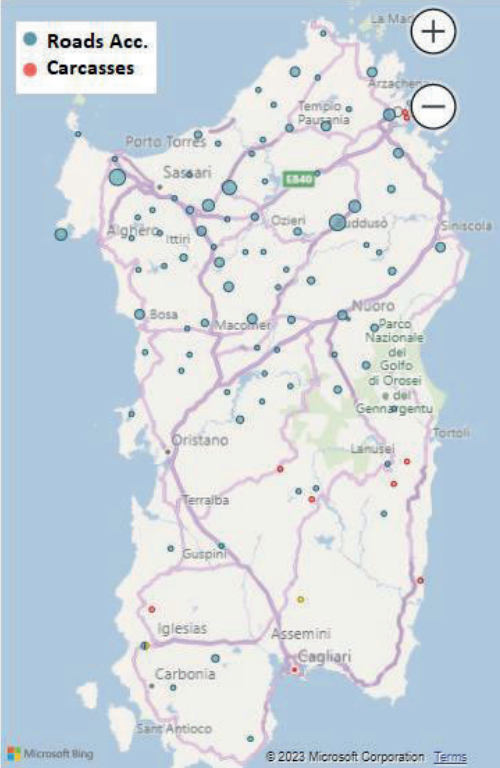 La Mad
Roads Acc.
Carcasses
+
Arzachena
Tempio
Pausania
−
Porto Torres
Sassari
E840
Alghero
Ittiri
Ozieri
uddusò
Siniscola
Bosa
Macomer
Nuoro
Parco
Nazionale
del
Golfo
di Orosei
e del
Gennargentu
Oristano
Lanusei
Tortolì
Terralba
Guspini
Iglesias
Assemini
Cagliari
Carbonia
Sant'Antioco
Microsoft Bing
© 2023 Microsoft Corporation Terms